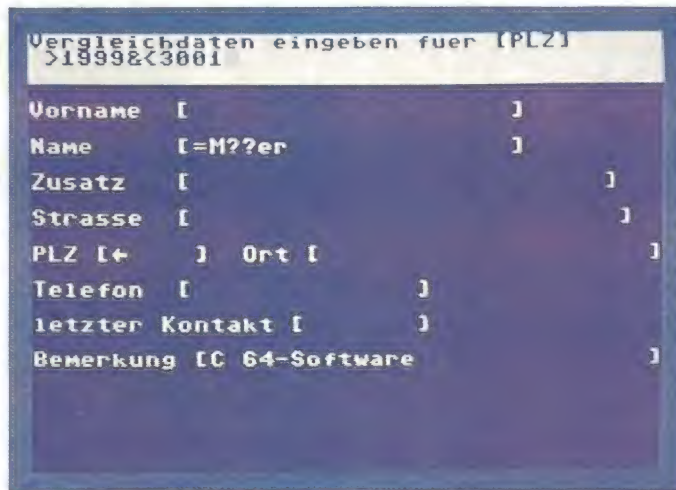 Vergleichdaten eingeben fuer [PLZ]
>1999&<3001
Vorname [ ]
Name [=M??er ]
Zusatz [ ]
Strasse [ ]
PLZ [← ] Ort [ ]
Telefon [ ]
letzter Kontakt [ ]
Bemerkung [C 64-Software ]